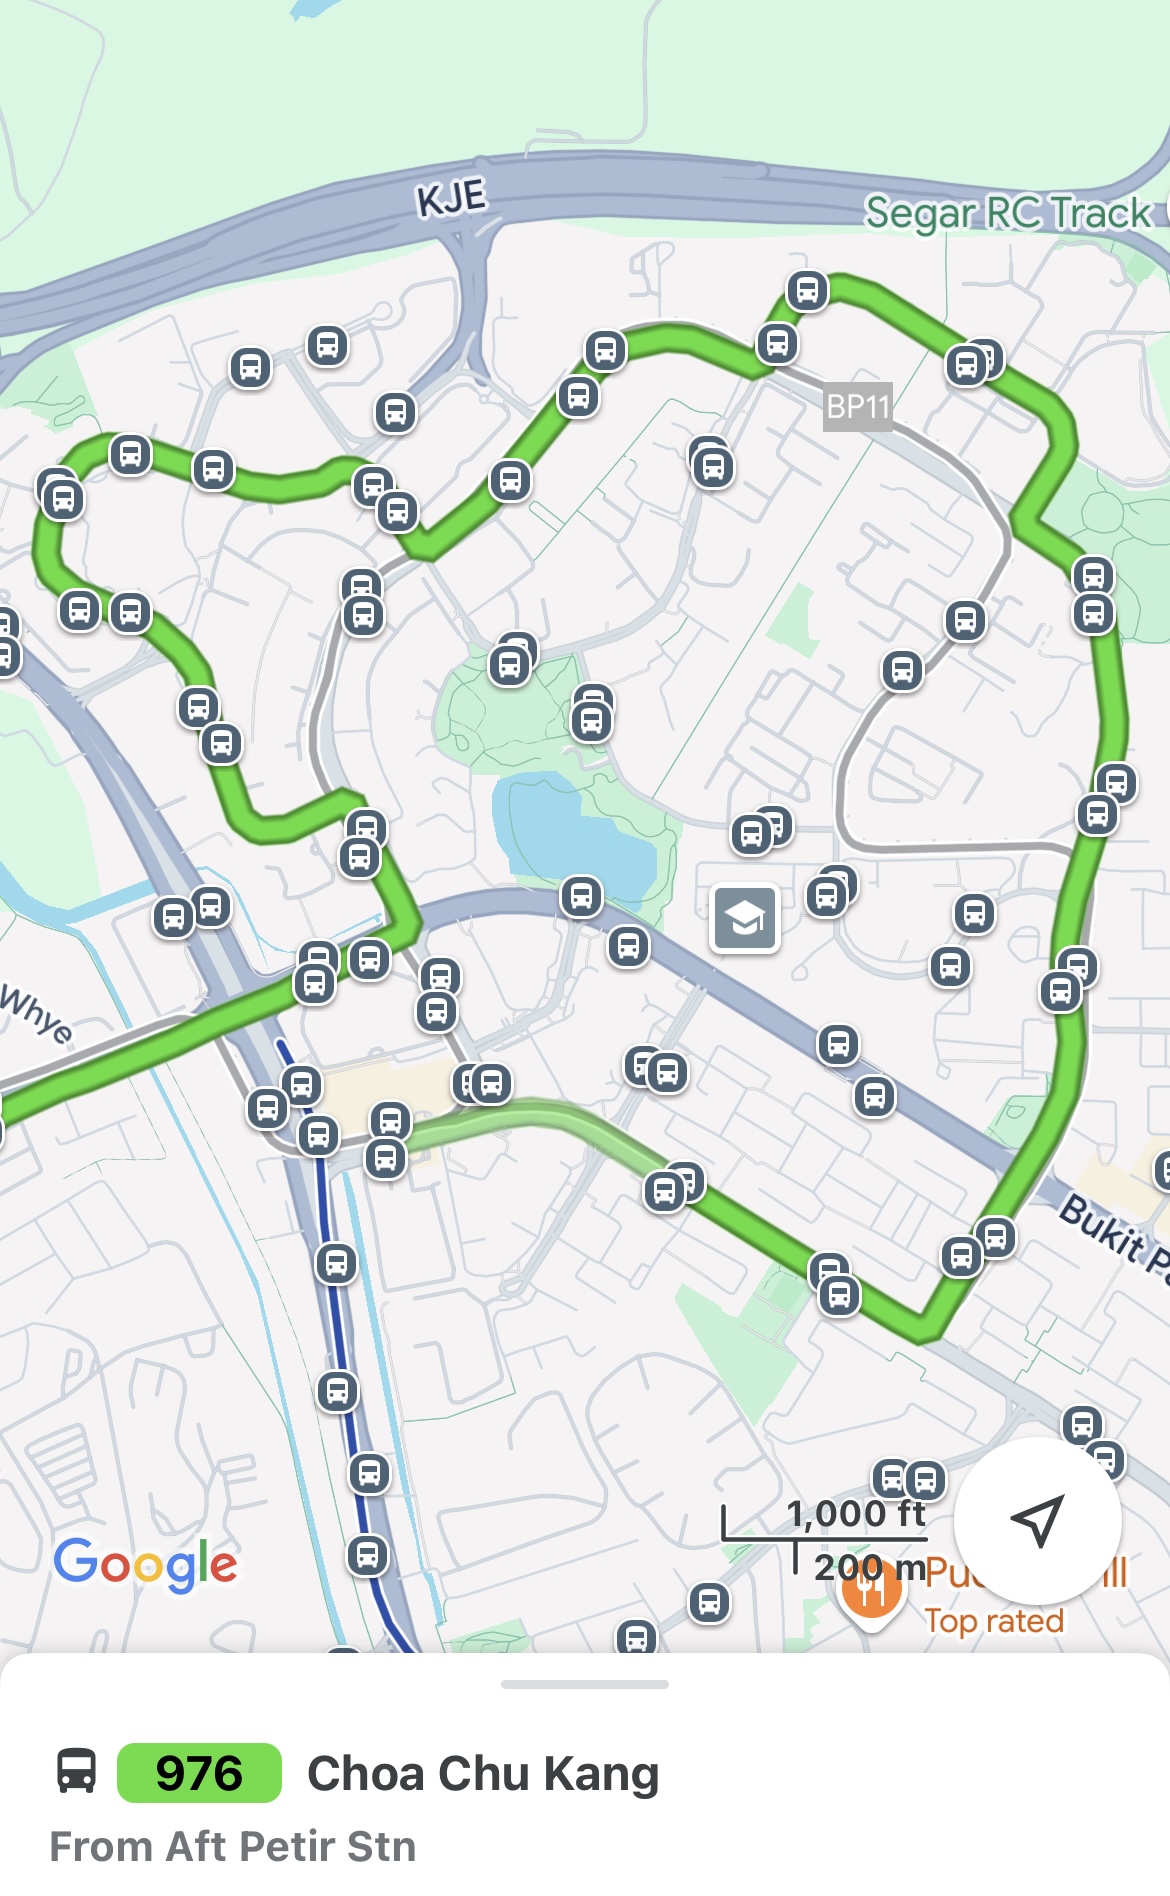 KJE
Segar RC Track
BP11
Whye
Bukit
1,000 ft
200 m
Top rated
Google
976 Choa Chu Kang
From Aft Petir Stn